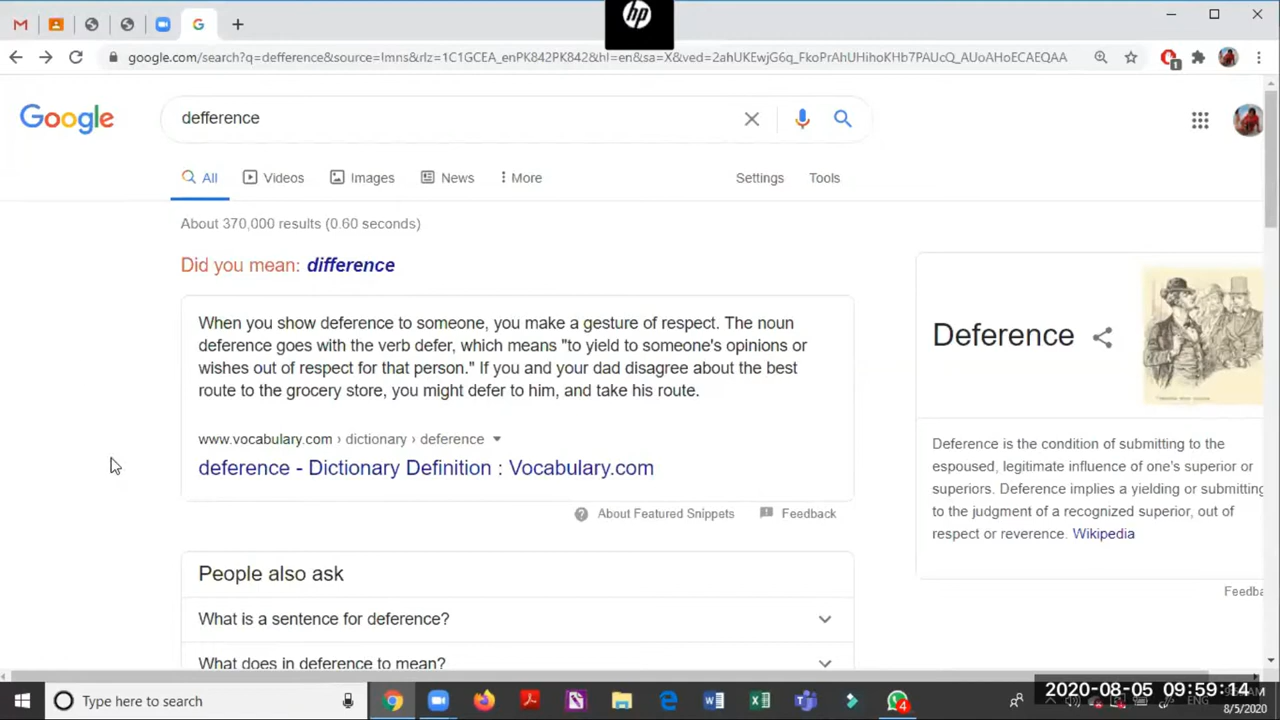 hp
google.com/search?q=defference&source=lmns&rlz=1C1GCEA_enPK842PK842&hl=en&sa=X&ved=2ahUKEwjG6q_FkoPrAhUHihoKHb7PAUcQ_AUoAHoECAEQAA
1
Google
defference
All Videos Images News More Settings Tools
About 370,000 results (0.60 seconds)
Did you mean: difference
When you show deference to someone, you make a gesture of respect. The noun
deference goes with the verb defer, which means "to yield to someone's opinions or
wishes out of respect for that person." If you and your dad disagree about the best
route to the grocery store, you might defer to him, and take his route.
www.vocabulary.com › dictionary › deference
deference - Dictionary Definition : Vocabulary.com
About Featured Snippets Feedback
People also ask
What is a sentence for deference?
What does in deference to mean?
Deference
Deference is the condition of submitting to the
espoused, legitimate influence of one's superior or
superiors. Deference implies a yielding or submitting
to the judgment of a recognized superior, out of
respect or reverence. Wikipedia
Feedba
Type here to search
4
ENG
2020-08-05 09:59:14
8/5/2020